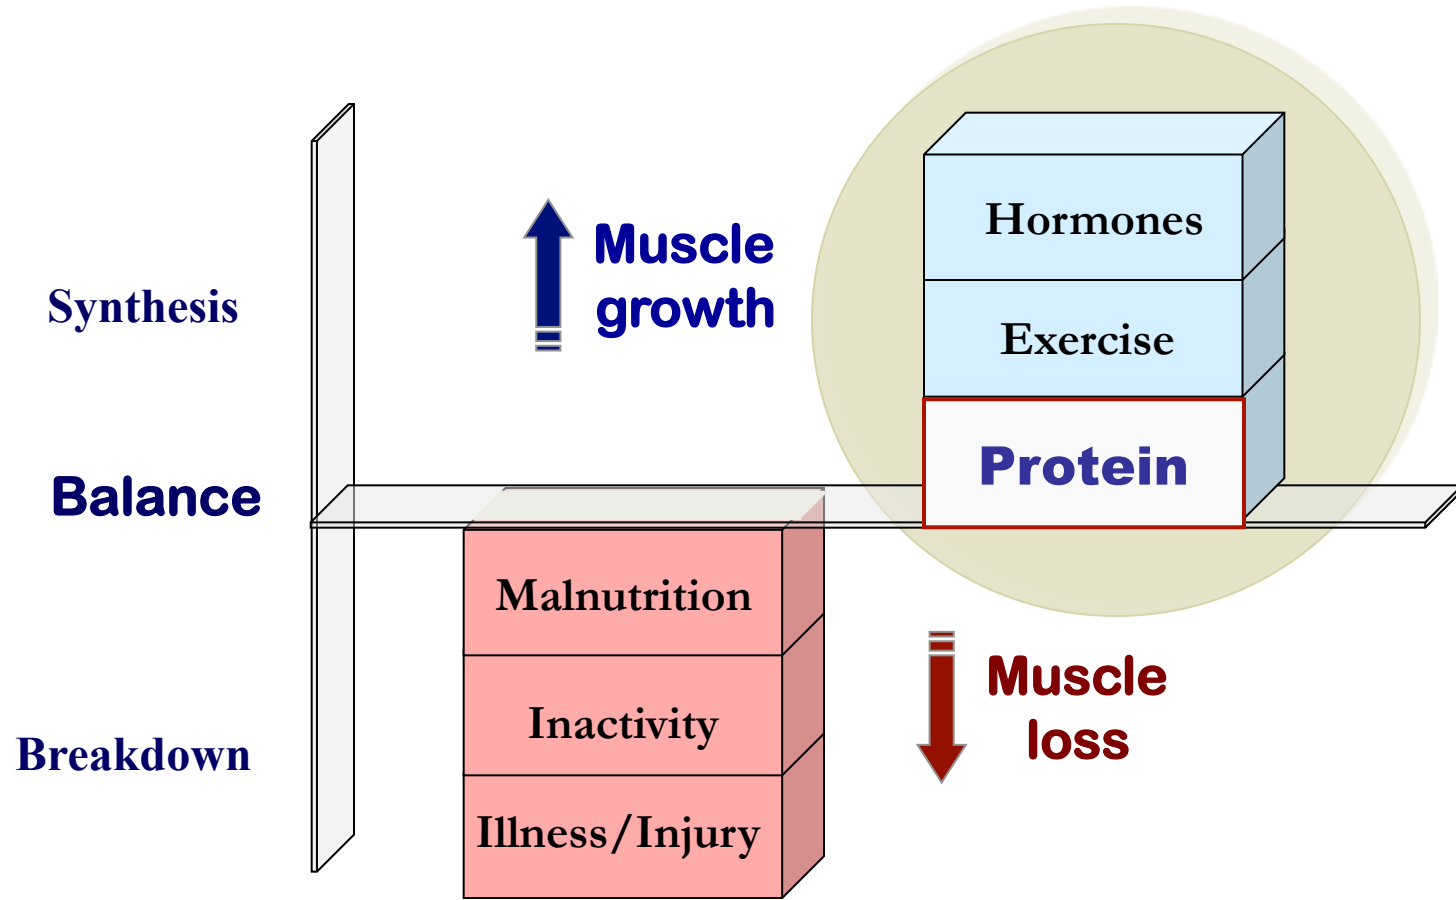 Hormones
Muscle
growth
Synthesis
Exercise
Protein
Balance
Malnutrition
Muscle
loss
Inactivity
Breakdown
Illness/Injury